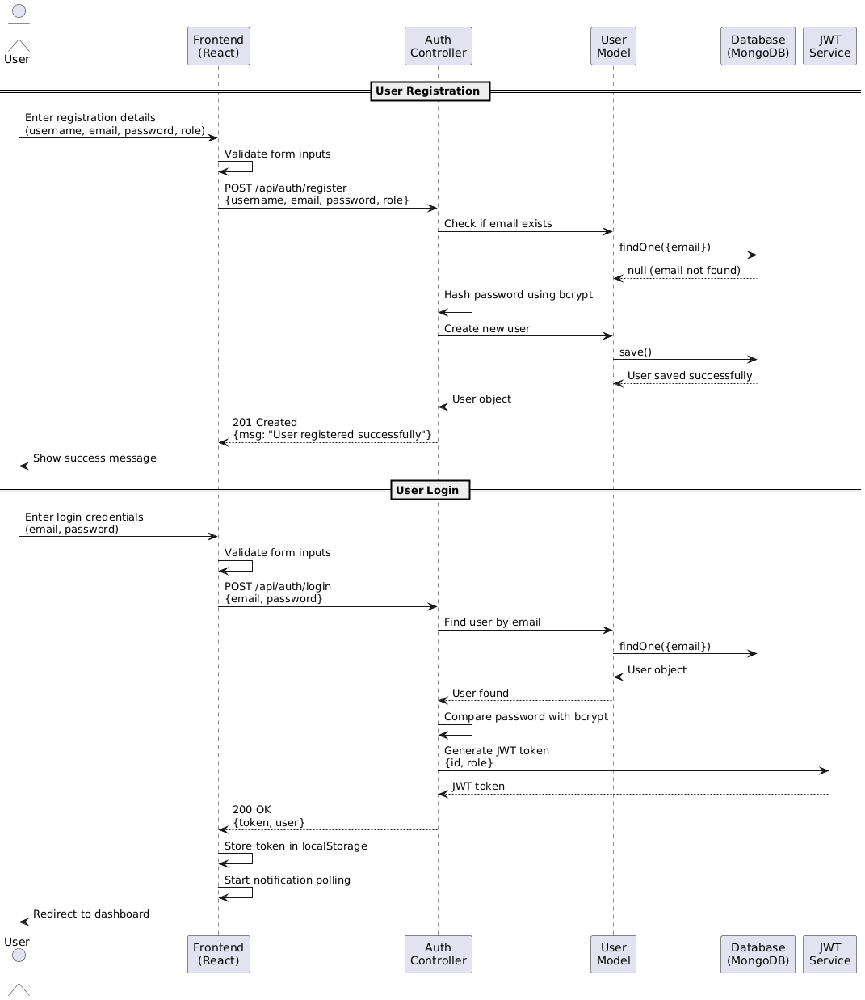 User
Frontend
(React)
Auth
Controller
User
Model
Database
(MongoDB)
JWT
Service
User Registration
Enter registration details
(username, email, password, role)
Validate form inputs
POST /api/auth/register
{username, email, password, role}
Check if email exists
findOne({email})
null (email not found)
Hash password using bcrypt
Create new user
save()
User saved successfully
User object
201 Created
{msg: "User registered successfully"}
Show success message
User Login
Enter login credentials
(email, password)
Validate form inputs
POST /api/auth/login
{email, password}
Find user by email
findOne({email})
User object
User found
Compare password with bcrypt
Generate JWT token
{id, role}
JWT token
200 OK
{token, user}
Store token in localStorage
Start notification polling
Redirect to dashboard
User
Frontend
(React)
Auth
Controller
User
Model
Database
(MongoDB)
JWT
Service